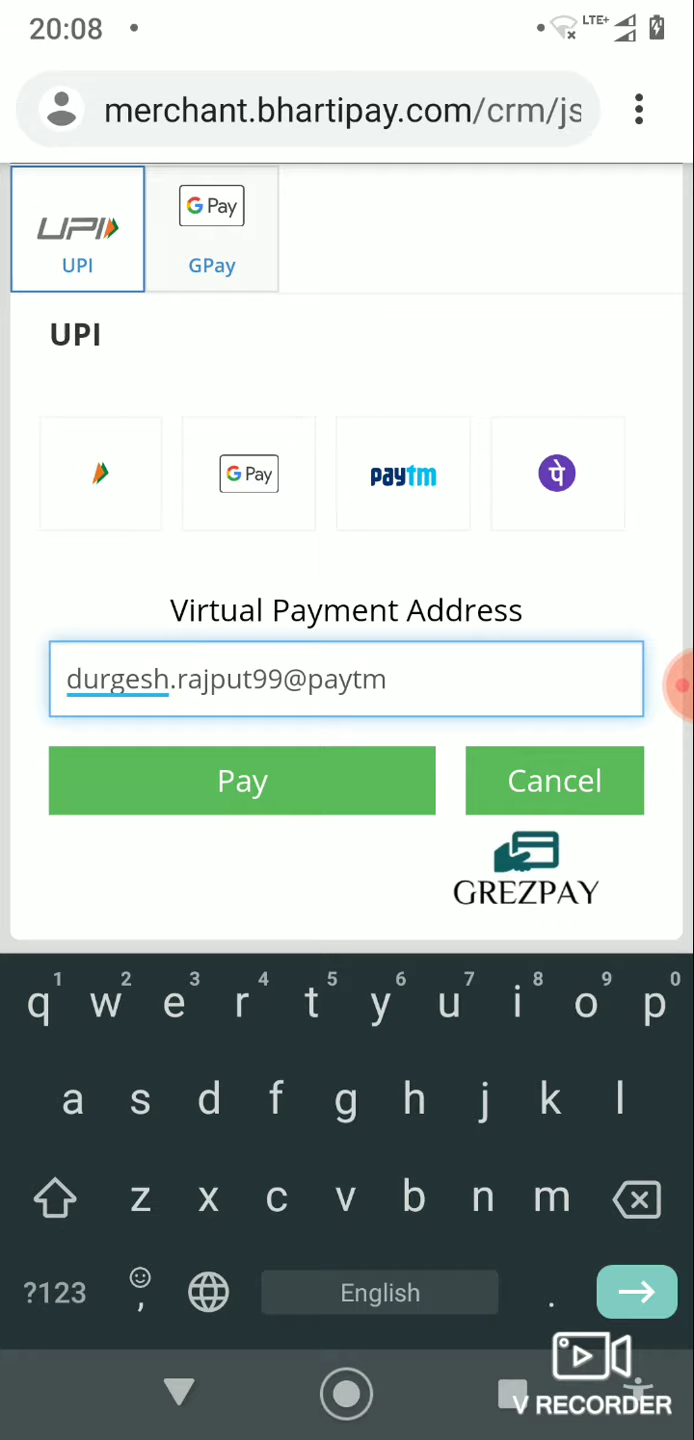 20:08
LTE+
merchant.bhartipay.com/crm/js
UPI
G Pay
UPI
GPay
UPI
G Pay
paytm
पे
Virtual Payment Address
durgesh.rajput99@paytm
Pay
Cancel
GREZPAY
1 2 3 4 5 6 7 8 9 0
q w e r t y u i o p
a s d f g h j k l
z x c v b n m
?123
,
English
.
V RECORDER